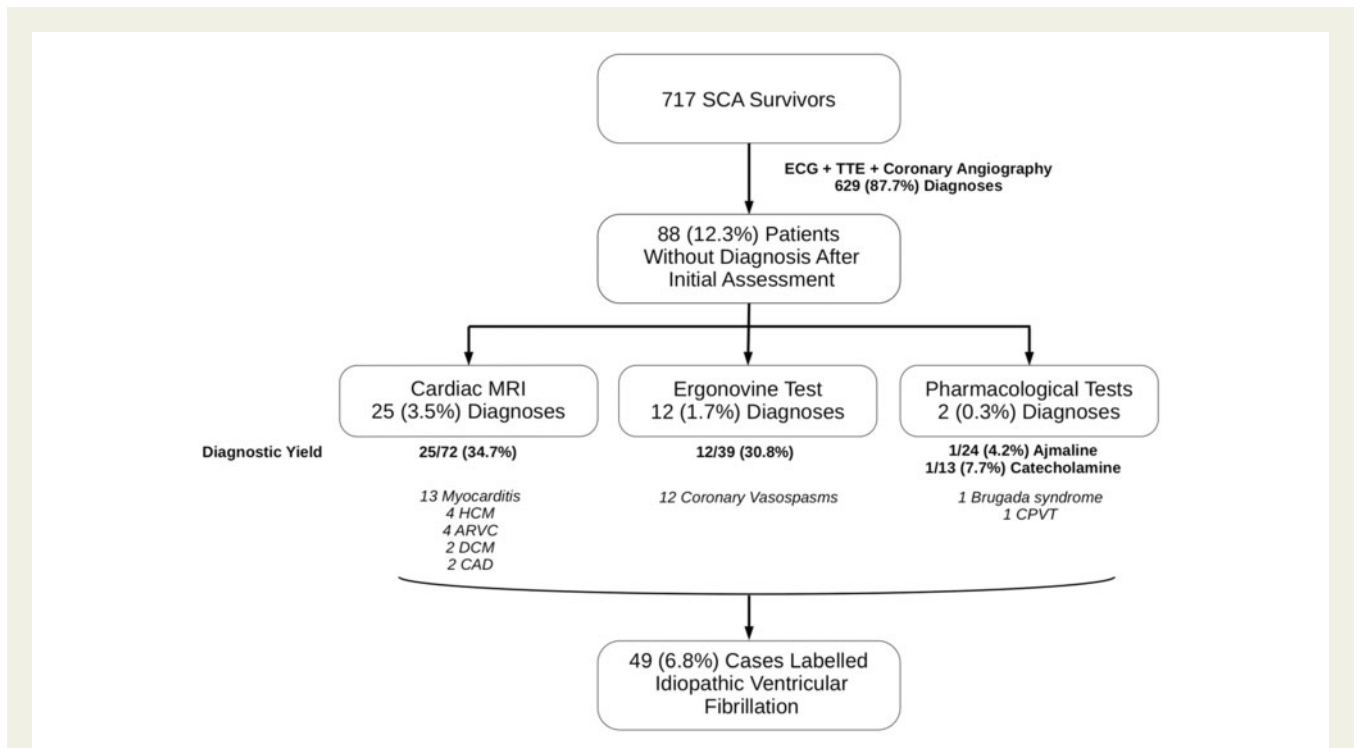 717 SCA Survivors
ECG + TTE + Coronary Angiography
629 (87.7%) Diagnoses
88 (12.3%) Patients
Without Diagnosis After
Initial Assessment
Cardiac MRI
25 (3.5%) Diagnoses
Ergonovine Test
12 (1.7%) Diagnoses
Pharmacological Tests
2 (0.3%) Diagnoses
Diagnostic Yield
25/72 (34.7%)
12/39 (30.8%)
1/24 (4.2%) Ajmaline
1/13 (7.7%) Catecholamine
13 Myocarditis
4 HCM
4 ARVC
2 DCM
2 CAD
12 Coronary Vasospasms
1 Brugada syndrome
1 CPVT
49 (6.8%) Cases Labelled
Idiopathic Ventricular
Fibrillation